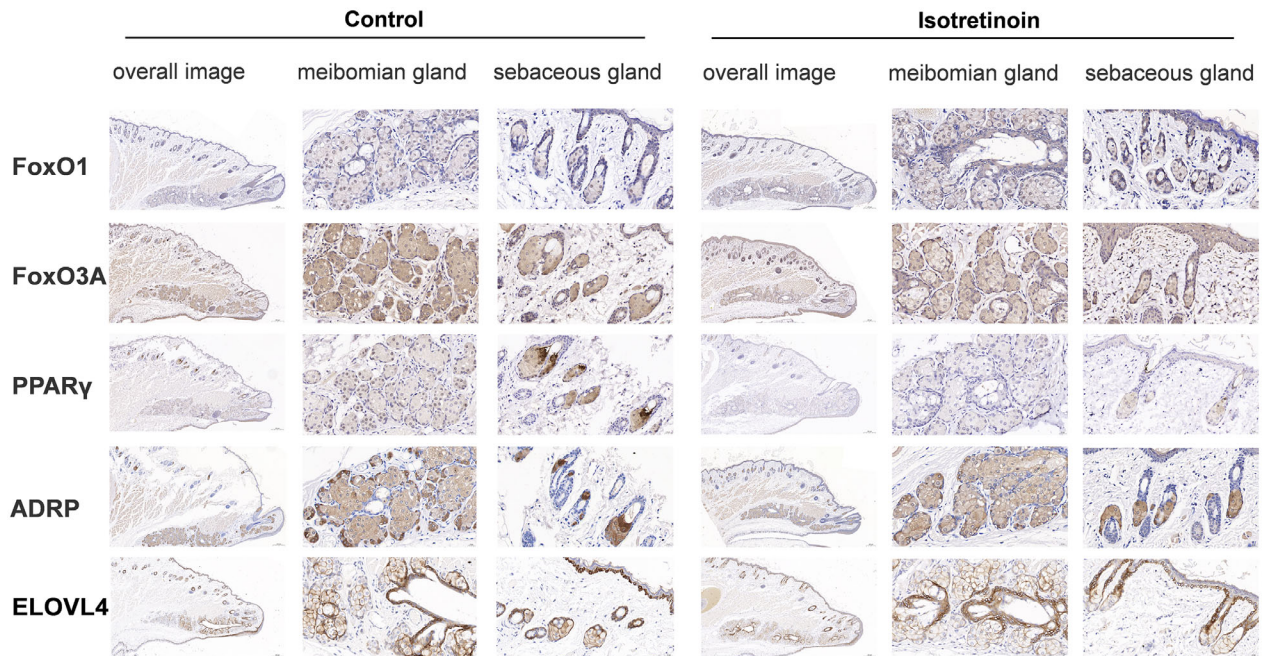 Control Isotretinoin
overall image meibomian gland sebaceous gland overall image meibomian gland sebaceous gland
FoxO1
FoxO3A
PPARγ
ADRP
ELOVL4